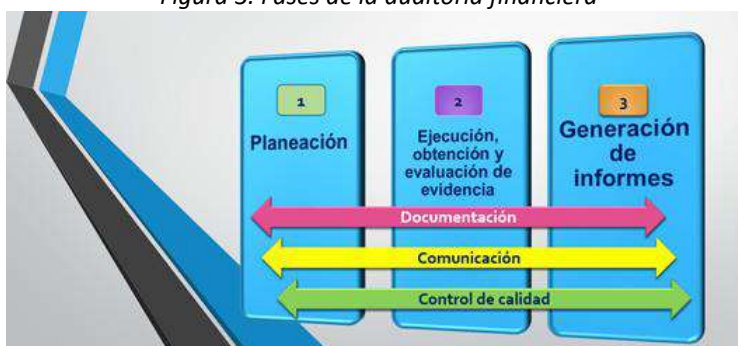 Figura 3. Fases de la auditoría financiera
1
Planeación
2
Ejecución,
obtención y
evaluación de
evidencia
3
Generación
de
informes
Documentación
Comunicación
Control de calidad